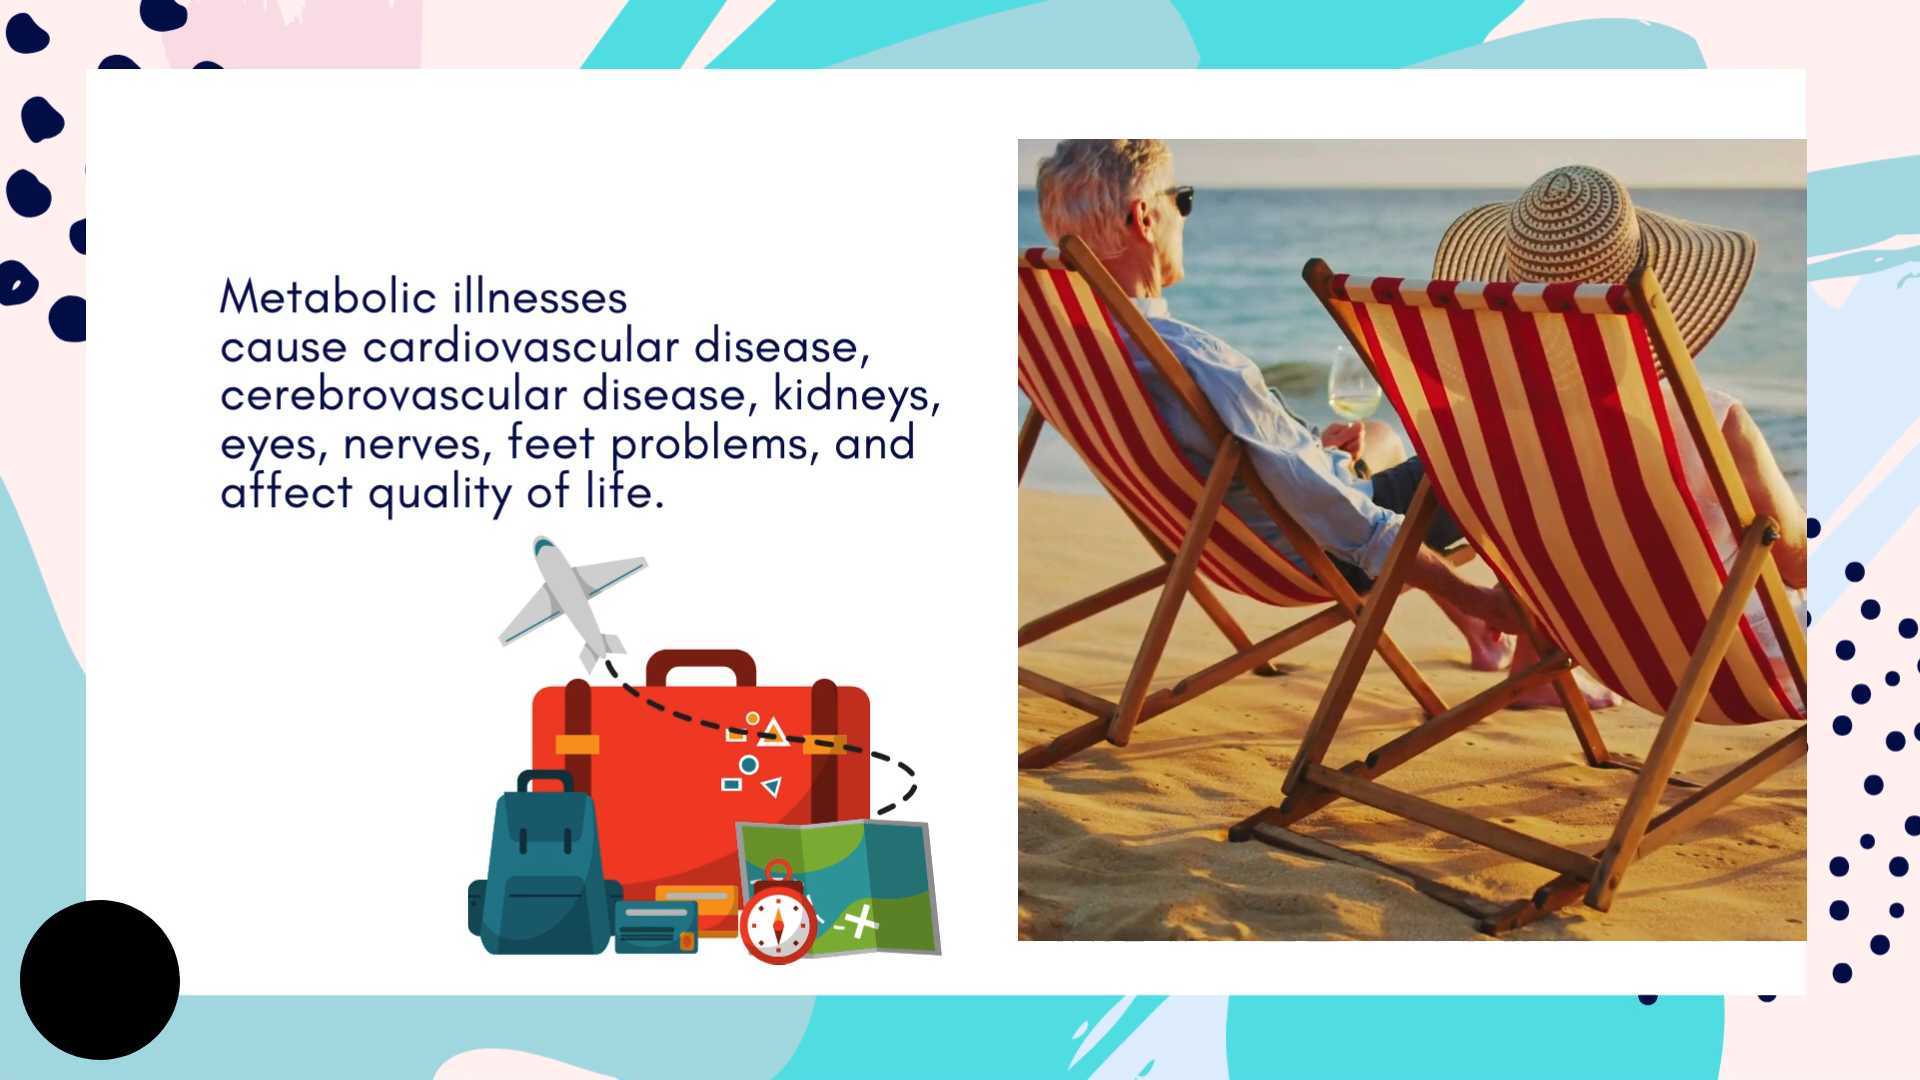 Metabolic illnesses
cause cardiovascular disease,
cerebrovascular disease, kidneys,
eyes, nerves, feet problems, and
affect quality of life.